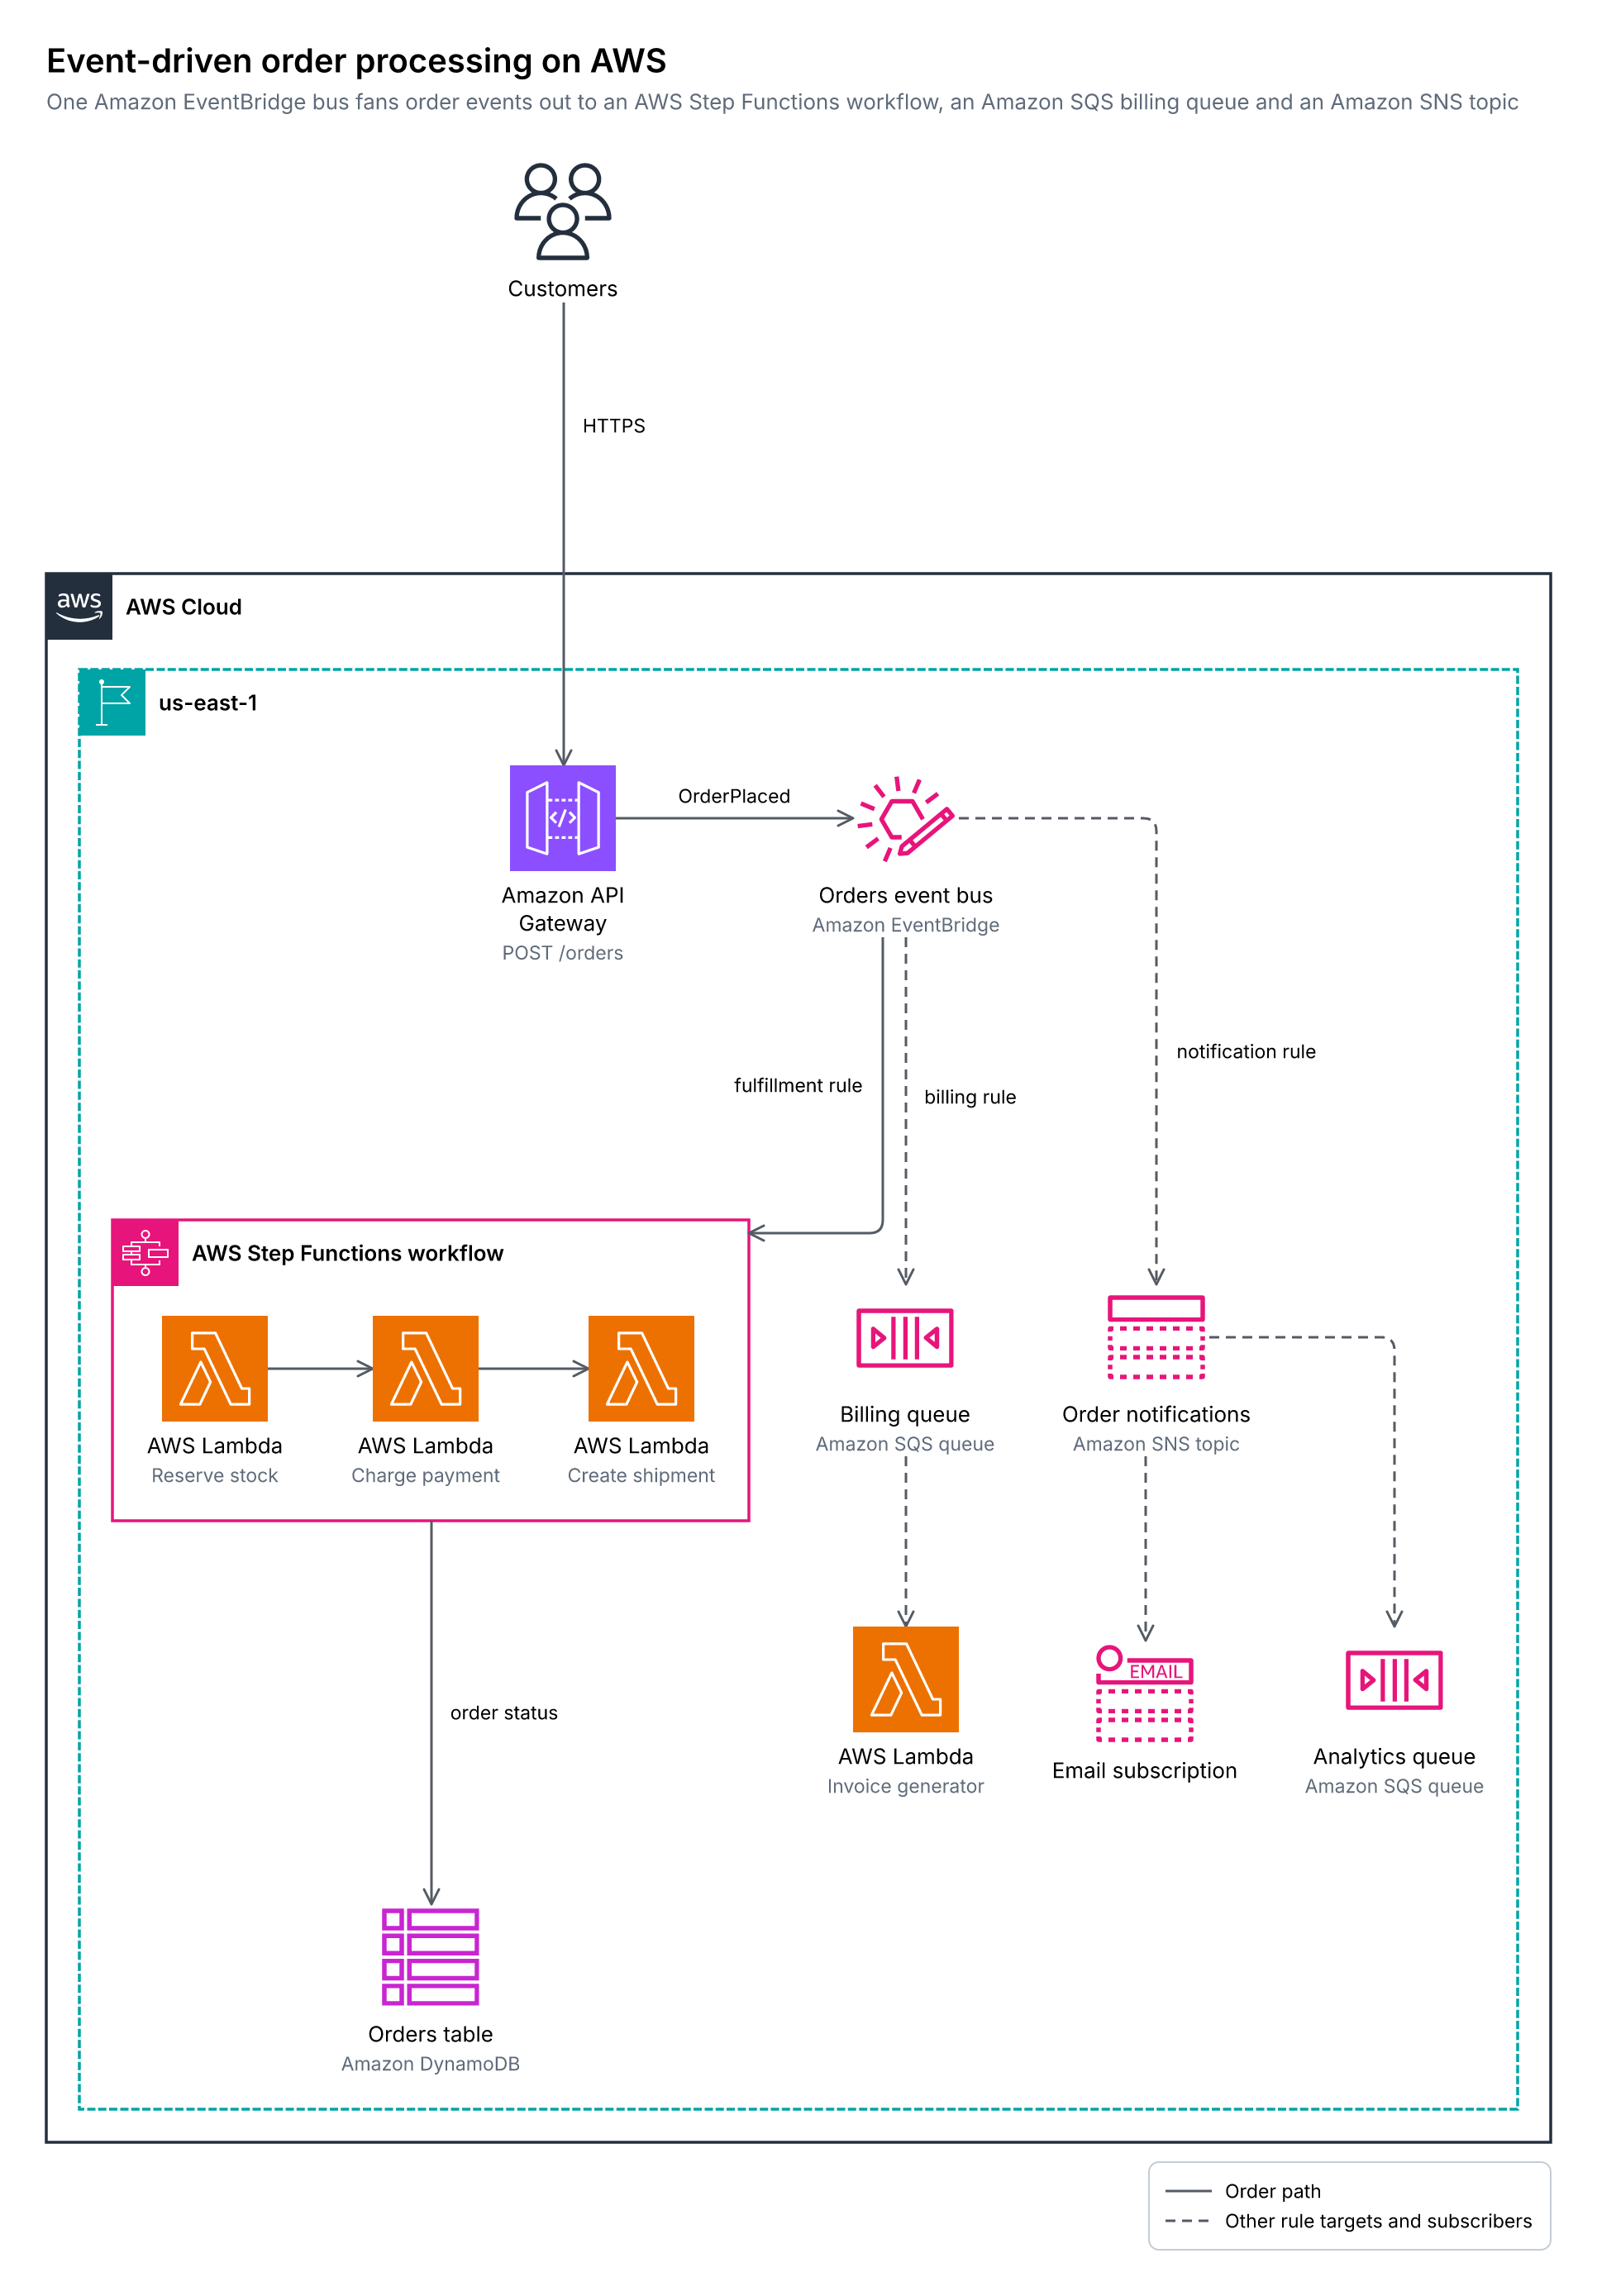 Event-driven order processing on AWS
One Amazon EventBridge bus fans order events out to an AWS Step Functions workflow, an Amazon SQS billing queue and an Amazon SNS topic
Customers
HTTPS
aws
AWS Cloud
us-east-1
OrderPlaced
Amazon API
Gateway
POST /orders
Orders event bus
Amazon EventBridge
notification rule
fulfillment rule
billing rule
AWS Step Functions workflow
AWS Lambda
Reserve stock
AWS Lambda
Charge payment
AWS Lambda
Create shipment
Billing queue
Amazon SQS queue
Order notifications
Amazon SNS topic
order status
AWS Lambda
Invoice generator
EMAIL
Email subscription
Analytics queue
Amazon SQS queue
Orders table
Amazon DynamoDB
Order path
Other rule targets and subscribers